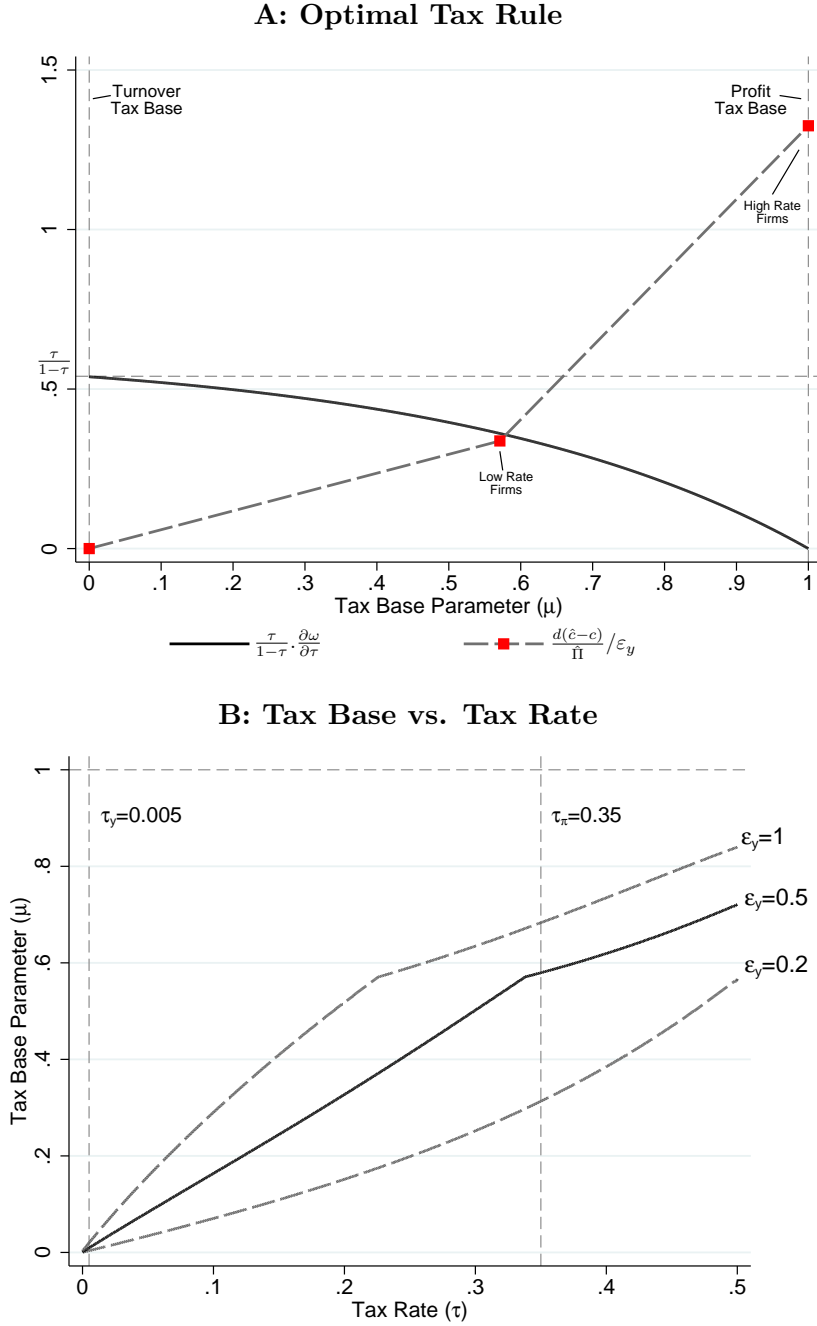 A: Optimal Tax Rule
1.5
Turnover
Tax Base
Profit
Tax Base
High Rate
Firms
1
τ/(1−τ)
.5
Low Rate
Firms
0
0 .1 .2 .3 .4 .5 .6 .7 .8 .9 1
Tax Base Parameter (μ)
τ/(1−τ) · ∂ω/∂τ
d(ĉ−c)/Π̂ /ε_y
B: Tax Base vs. Tax Rate
1
τ_y=0.005
τ_π=0.35
ε_y=1
.8
ε_y=0.5
.6
ε_y=0.2
Tax Base Parameter (μ)
.4
.2
0
0 .1 .2 .3 .4 .5
Tax Rate (τ)